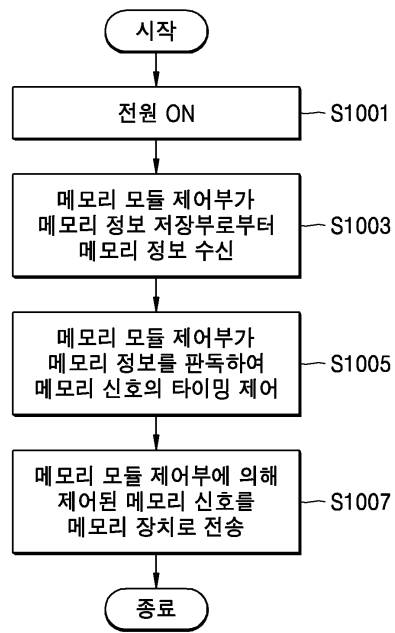 시작
전원 ON
S1001
메모리 모듈 제어부가
메모리 정보 저장부로부터
메모리 정보 수신
S1003
메모리 모듈 제어부가
메모리 정보를 판독하여
메모리 신호의 타이밍 제어
S1005
메모리 모듈 제어부에 의해
제어된 메모리 신호를
메모리 장치로 전송
S1007
종료